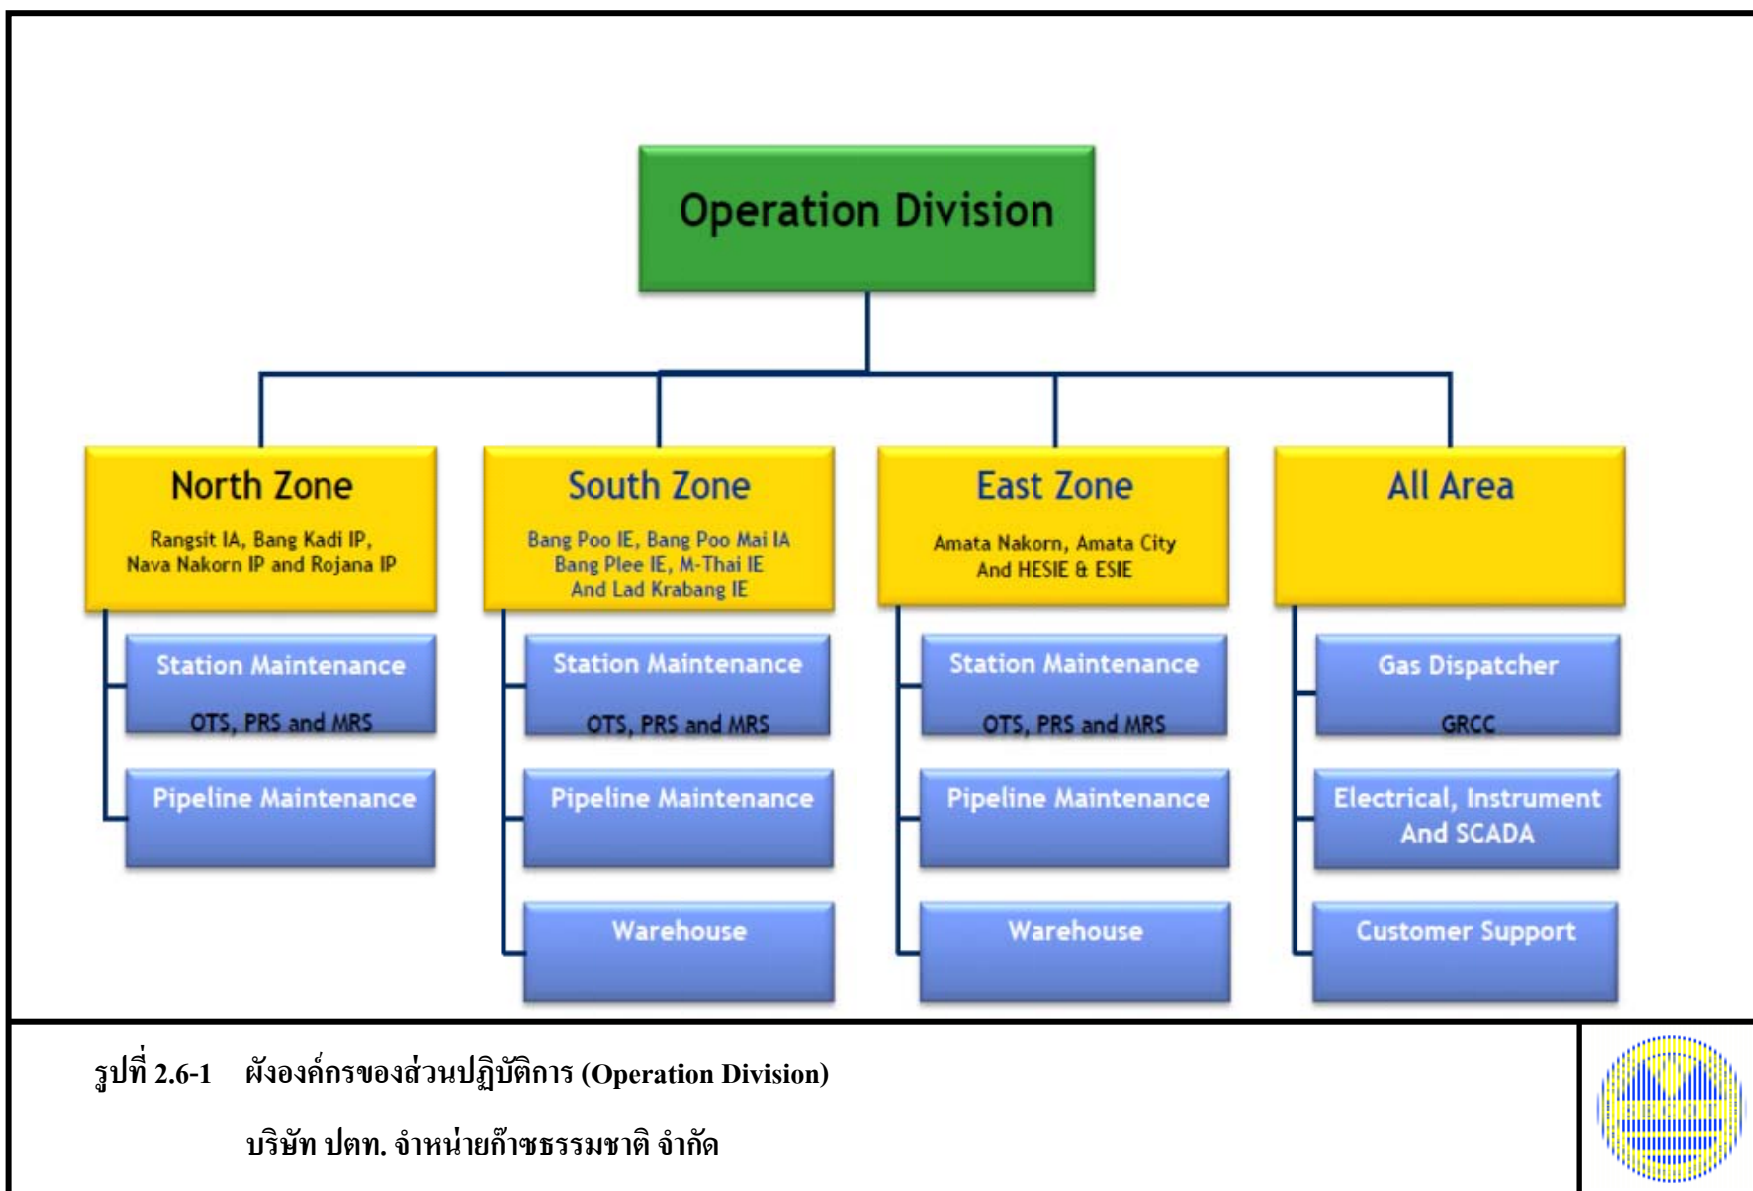 Operation Division
North Zone
Rangsit IA, Bang Kadi IP,
Nava Nakorn IP and Rojana IP
Station Maintenance
OTS, PRS and MRS
Pipeline Maintenance
South Zone
Bang Poo IE, Bang Poo Mai IA
Bang Plee IE, M-Thai IE
And Lad Krabang IE
Station Maintenance
OTS, PRS and MRS
Pipeline Maintenance
Warehouse
East Zone
Amata Nakorn, Amata City
And HESIE & ESIE
Station Maintenance
OTS, PRS and MRS
Pipeline Maintenance
Warehouse
All Area
Gas Dispatcher
GRCC
Electrical, Instrument
And SCADA
Customer Support
รูปที่ 2.6-1 ผังองค์กรของส่วนปฏิบัติการ (Operation Division)
บริษัท ปตท. จำหน่ายก๊าซธรรมชาติ จำกัด